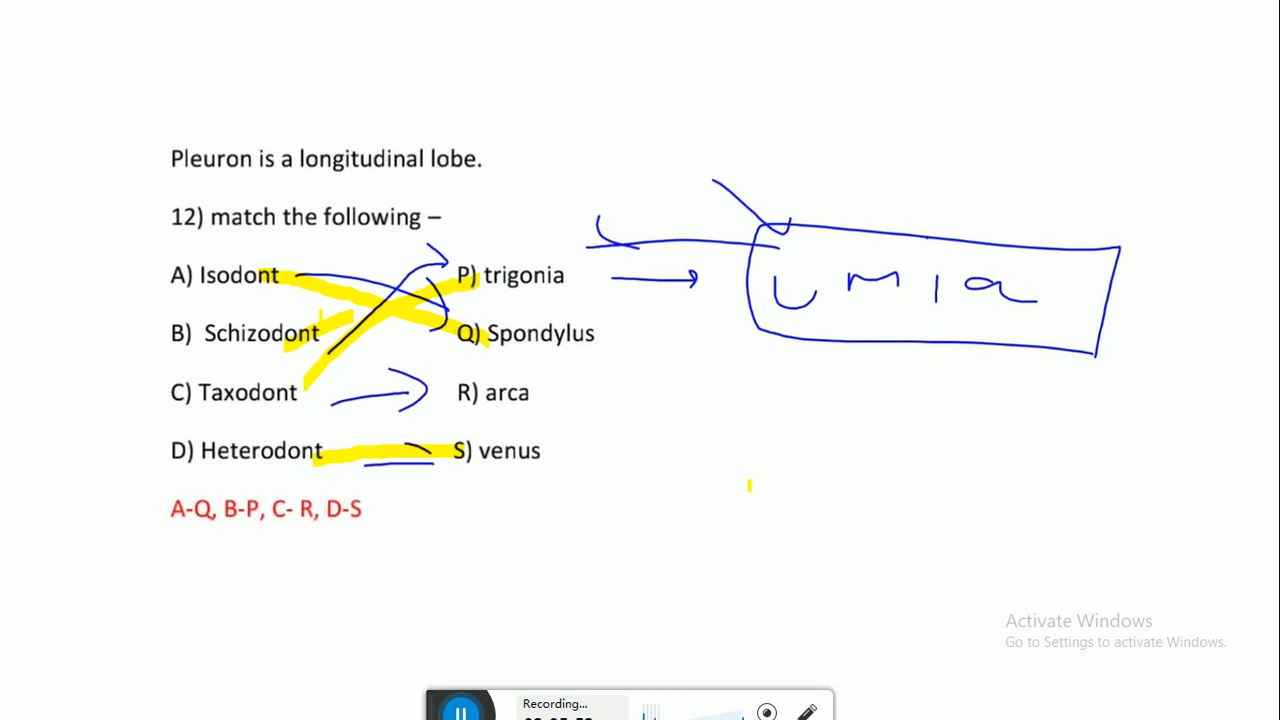 Pleuron is a longitudinal lobe.
12) match the following –
A) Isodont P) trigonia
B) Schizodont Q) Spondylus
C) Taxodont R) arca
D) Heterodont S) venus
A-Q, B-P, C- R, D-S
Activate Windows
Go to Settings to activate Windows.
Recording...